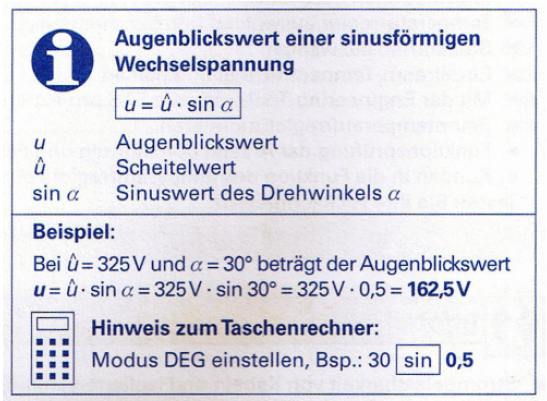 Augenblickswert einer sinusförmigen
Wechselspannung
u = û · sin α
u Augenblickswert
û Scheitelwert
sin α Sinuswert des Drehwinkels α
Beispiel:
Bei û = 325 V und α = 30° beträgt der Augenblickswert
u = û · sin α = 325 V · sin 30° = 325 V · 0,5 = 162,5 V
Hinweis zum Taschenrechner:
Modus DEG einstellen, Bsp.: 30 sin 0,5